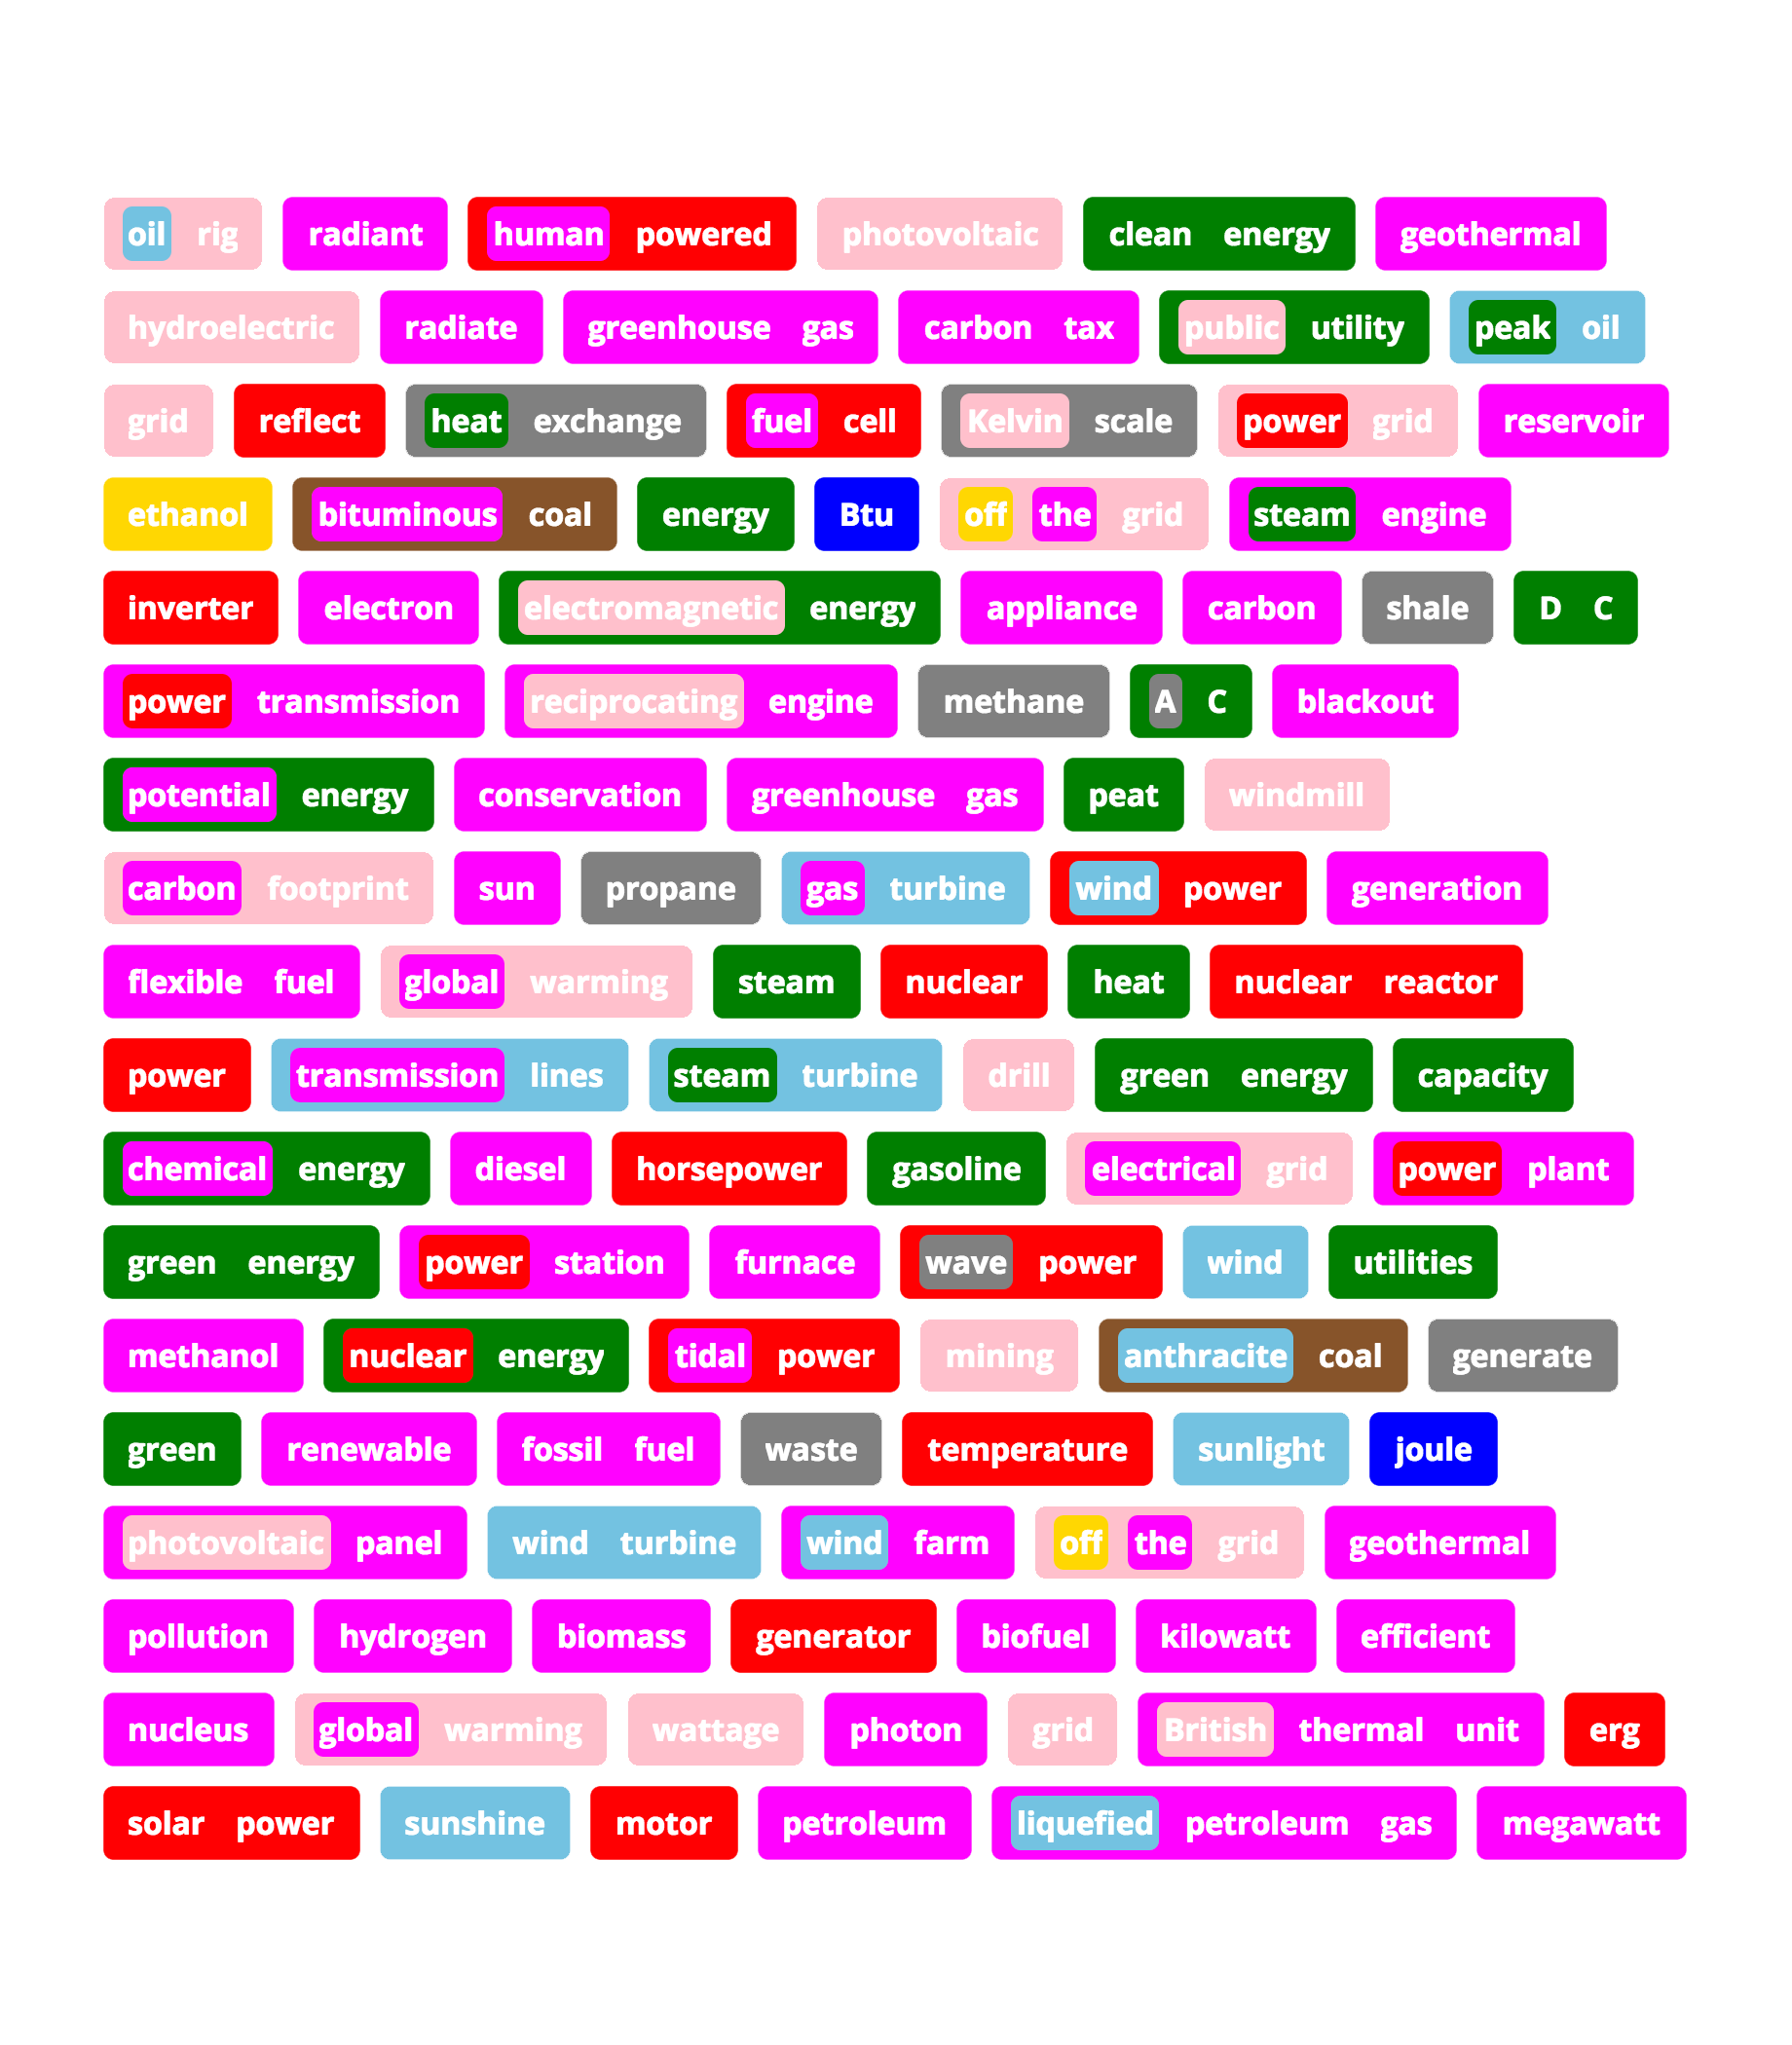 oil rig radiant human powered photovoltaic clean energy geothermal
hydroelectric radiate greenhouse gas carbon tax public utility peak oil
grid reflect heat exchange fuel cell Kelvin scale power grid reservoir
ethanol bituminous coal energy Btu off the grid steam engine
inverter electron electromagnetic energy appliance carbon shale D C
power transmission reciprocating engine methane A C blackout
potential energy conservation greenhouse gas peat windmill
carbon footprint sun propane gas turbine wind power generation
flexible fuel global warming steam nuclear heat nuclear reactor
power transmission lines steam turbine drill green energy capacity
chemical energy diesel horsepower gasoline electrical grid power plant
green energy power station furnace wave power wind utilities
methanol nuclear energy tidal power mining anthracite coal generate
green renewable fossil fuel waste temperature sunlight joule
photovoltaic panel wind turbine wind farm off the grid geothermal
pollution hydrogen biomass generator biofuel kilowatt efficient
nucleus global warming wattage photon grid British thermal unit erg
solar power sunshine motor petroleum liquefied petroleum gas megawatt